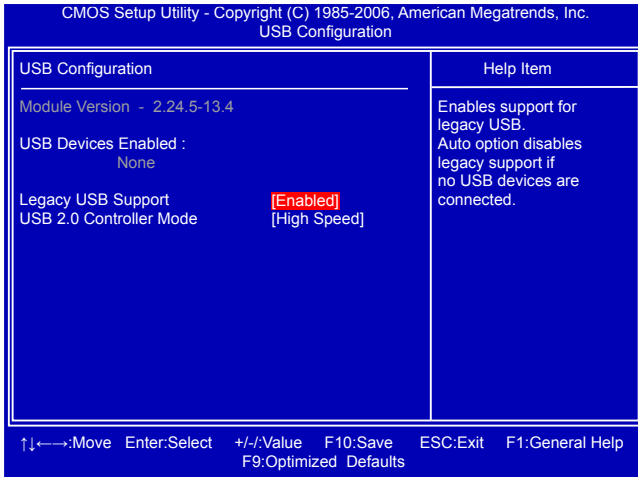 CMOS Setup Utility - Copyright (C) 1985-2006, American Megatrends, Inc.
USB Configuration
USB Configuration
Help Item
Module Version - 2.24.5-13.4
USB Devices Enabled :
None
Legacy USB Support [Enabled]
USB 2.0 Controller Mode [High Speed]
Enables support for
legacy USB.
Auto option disables
legacy support if
no USB devices are
connected.
↑↓←→:Move Enter:Select +/-/:Value F10:Save ESC:Exit F1:General Help
F9:Optimized Defaults